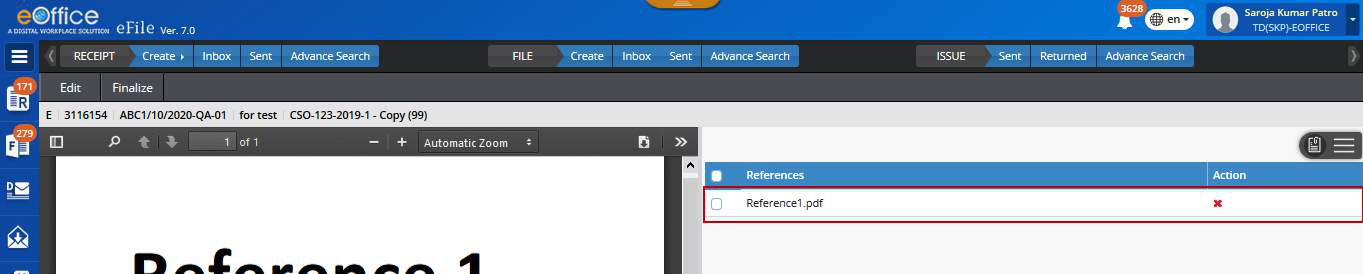 eOffice
A DIGITAL WORKPLACE SOLUTION
eFile Ver. 7.0
3628
en
Saroja Kumar Patro
TD(SKP)-EOFFICE
RECEIPT Create Inbox Sent Advance Search FILE Create Inbox Sent Advance Search ISSUE Sent Returned Advance Search
171
R
Edit Finalize
E 3116154 ABC1/10/2020-QA-01 for test CSO-123-2019-1 - Copy (99)
279
F
1 of 1 Automatic Zoom
References Action
D
Reference1.pdf
Reference 1